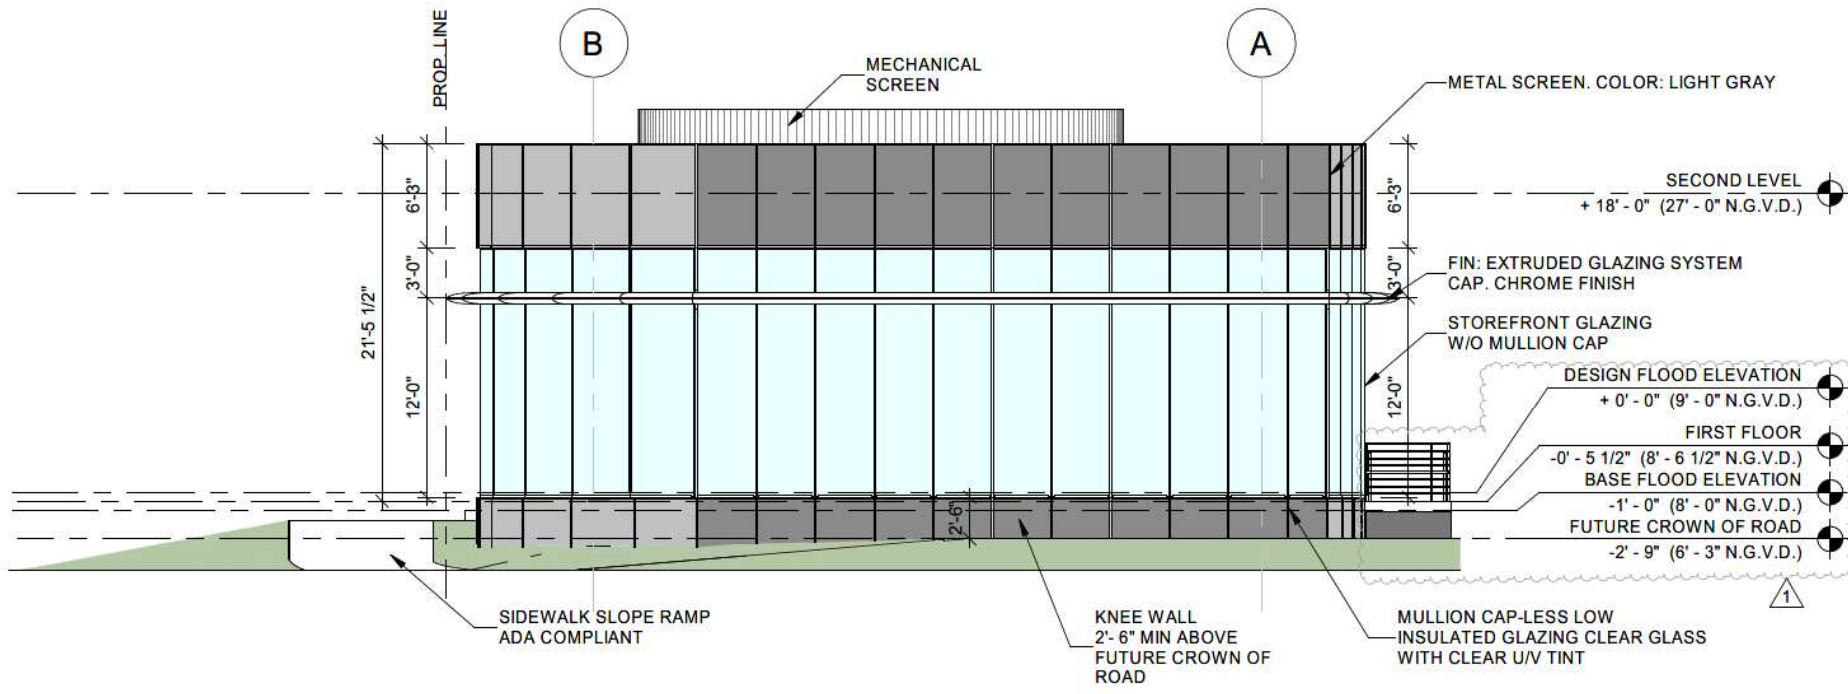 PROP. LINE
B
A
MECHANICAL
SCREEN
METAL SCREEN. COLOR: LIGHT GRAY
6'-3"
6'-3"
SECOND LEVEL
+ 18' - 0" (27' - 0" N.G.V.D.)
3'-0"
3'-0"
FIN: EXTRUDED GLAZING SYSTEM
CAP. CHROME FINISH
21'-5 1/2"
STOREFRONT GLAZING
W/O MULLION CAP
12'-0"
12'-0"
DESIGN FLOOD ELEVATION
+ 0' - 0" (9' - 0" N.G.V.D.)
FIRST FLOOR
-0' - 5 1/2" (8' - 6 1/2" N.G.V.D.)
BASE FLOOD ELEVATION
-1' - 0" (8' - 0" N.G.V.D.)
2'-6"
FUTURE CROWN OF ROAD
-2' - 9" (6' - 3" N.G.V.D.)
1
SIDEWALK SLOPE RAMP
ADA COMPLIANT
KNEE WALL
2'- 6" MIN ABOVE
FUTURE CROWN OF
ROAD
MULLION CAP-LESS LOW
INSULATED GLAZING CLEAR GLASS
WITH CLEAR U/V TINT